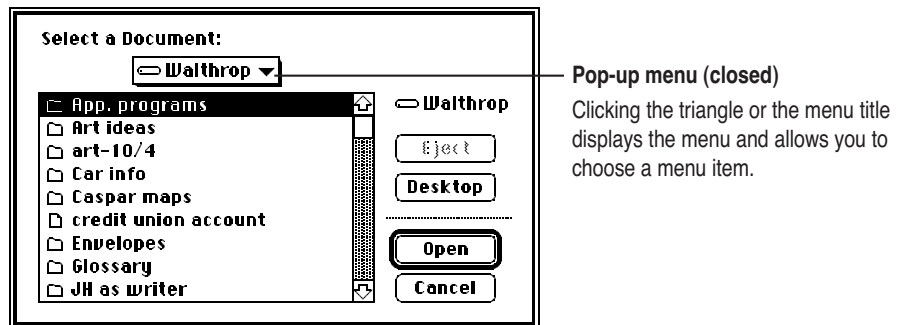 Select a Document:
Walthrop
App. programs
Art ideas
art-10/4
Car info
Caspar maps
credit union account
Envelopes
Glossary
JH as writer
Walthrop
Eject
Desktop
Open
Cancel
Pop-up menu (closed)
Clicking the triangle or the menu title
displays the menu and allows you to
choose a menu item.